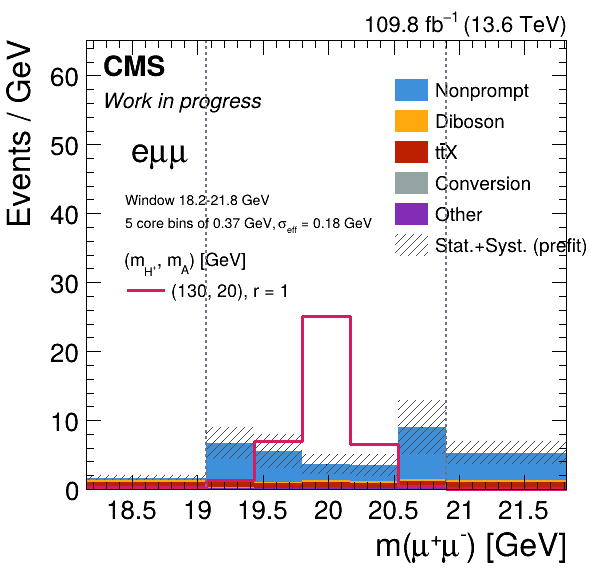 109.8 fb⁻¹ (13.6 TeV)
Events / GeV
CMS
Work in progress
eμμ
Window 18.2-21.8 GeV
5 core bins of 0.37 GeV, σeff = 0.18 GeV
(mH⁺, mA) [GeV]
(130, 20), r = 1
Nonprompt
Diboson
tt̄X
Conversion
Other
Stat.+Syst. (prefit)
60
50
40
30
20
10
0
18.5 19 19.5 20 20.5 21 21.5
m(μ⁺μ⁻) [GeV]